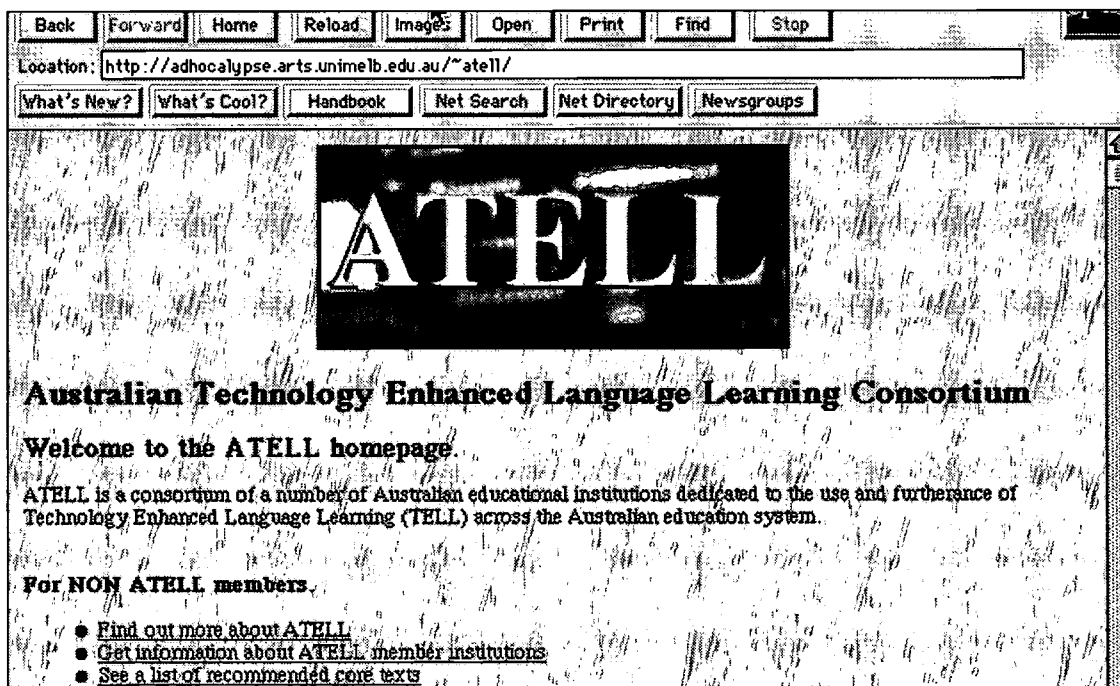 Back Forward Home Reload Images Open Print Find Stop
Location: http://adhocalypse.arts.unimelb.edu.au/~atell/
What's New? What's Cool? Handbook Net Search Net Directory Newsgroups
ATELL
Australian Technology Enhanced Language Learning Consortium
Welcome to the ATELL homepage.
ATELL is a consortium of a number of Australian educational institutions dedicated to the use and furtherance of
Technology Enhanced Language Learning (TELL) across the Australian education system.
For NON ATELL members.
Find out more about ATELL
Get information about ATELL member institutions
See a list of recommended core texts